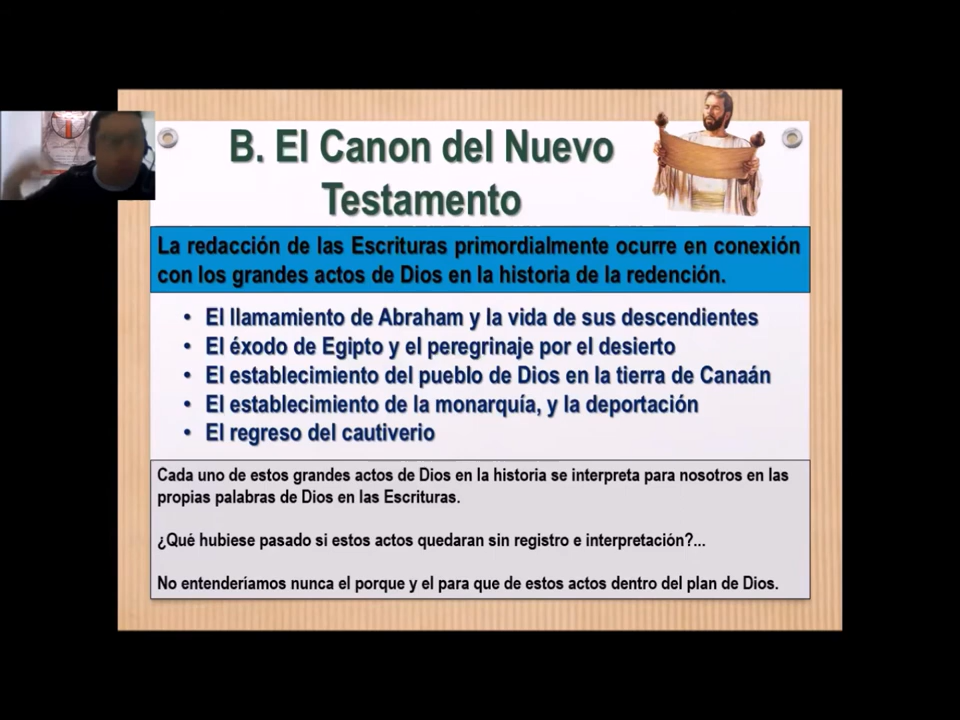 B. El Canon del Nuevo
Testamento
La redacción de las Escrituras primordialmente ocurre en conexión
con los grandes actos de Dios en la historia de la redención.
• El llamamiento de Abraham y la vida de sus descendientes
• El éxodo de Egipto y el peregrinaje por el desierto
• El establecimiento del pueblo de Dios en la tierra de Canaán
• El establecimiento de la monarquía, y la deportación
• El regreso del cautiverio
Cada uno de estos grandes actos de Dios en la historia se interpreta para nosotros en las
propias palabras de Dios en las Escrituras.
¿Qué hubiese pasado si estos actos quedaran sin registro e interpretación?...
No entenderíamos nunca el porque y el para que de estos actos dentro del plan de Dios.